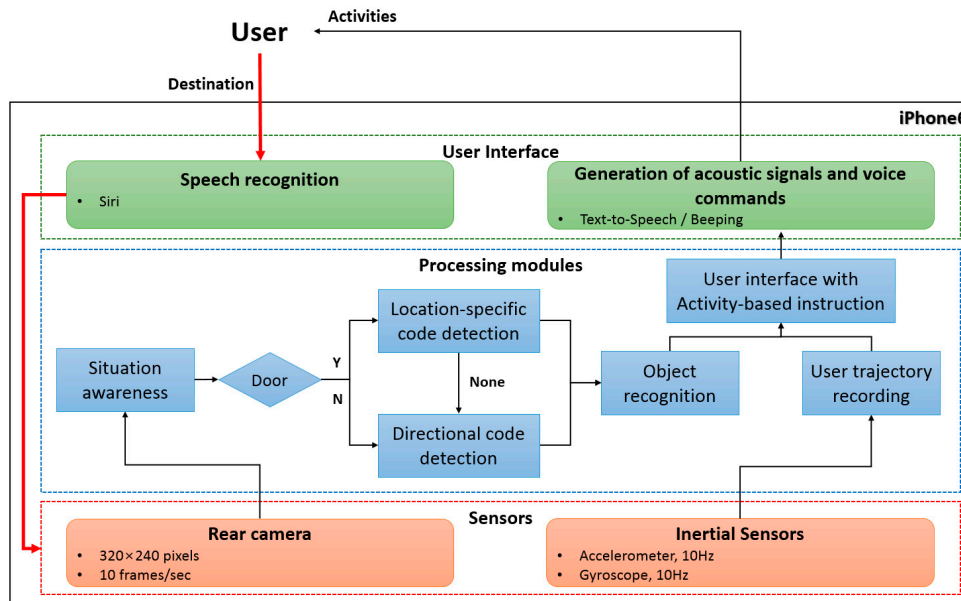 Activities
User
Destination
iPhone6
User Interface
Speech recognition
• Siri
Generation of acoustic signals and voice
commands
• Text-to-Speech / Beeping
Processing modules
User interface with
Activity-based instruction
Location-specific
code detection
Situation
awareness
Door
Y
N
None
Object
recognition
User trajectory
recording
Directional code
detection
Sensors
Rear camera
• 320×240 pixels
• 10 frames/sec
Inertial Sensors
• Accelerometer, 10Hz
• Gyroscope, 10Hz